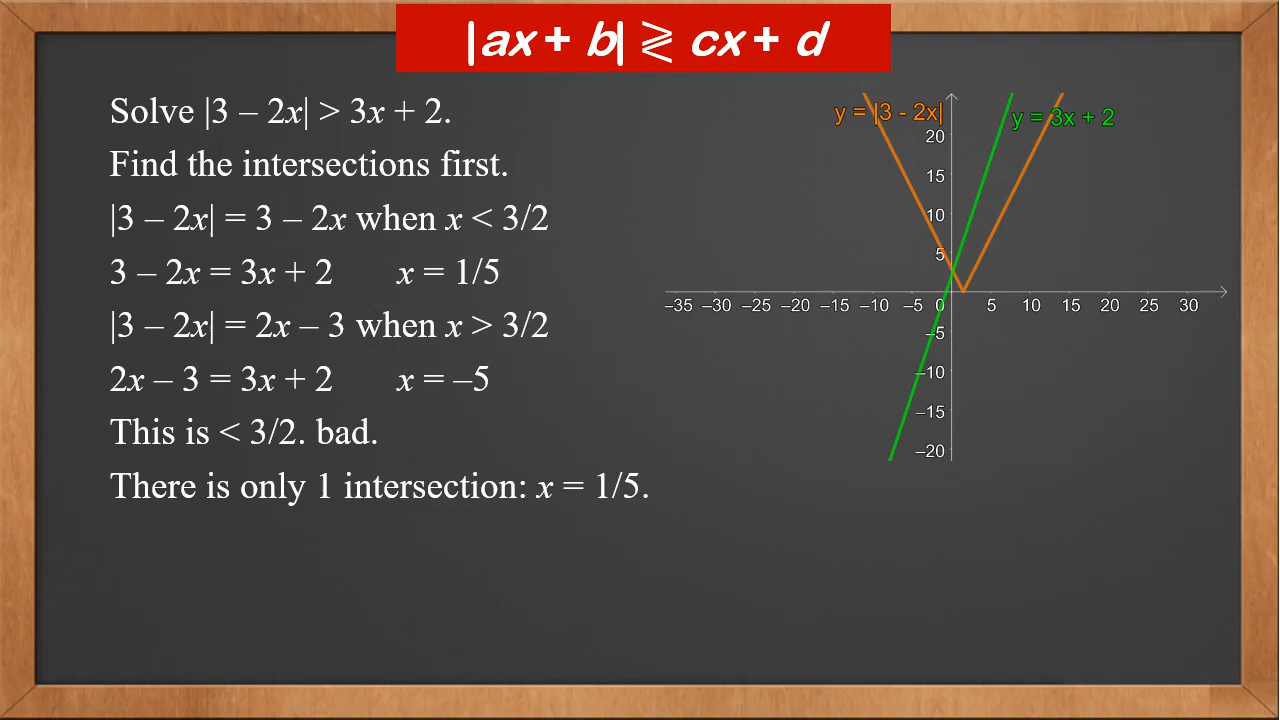 |ax + b| ≷ cx + d
Solve |3 – 2x| > 3x + 2.
Find the intersections first.
|3 – 2x| = 3 – 2x when x < 3/2
3 – 2x = 3x + 2 x = 1/5
|3 – 2x| = 2x – 3 when x > 3/2
2x – 3 = 3x + 2 x = –5
This is < 3/2. bad.
There is only 1 intersection: x = 1/5.
y = |3 - 2x|
y = 3x + 2
20
15
10
5
–35 –30 –25 –20 –15 –10 –5 0 5 10 15 20 25 30
–5
–10
–15
–20